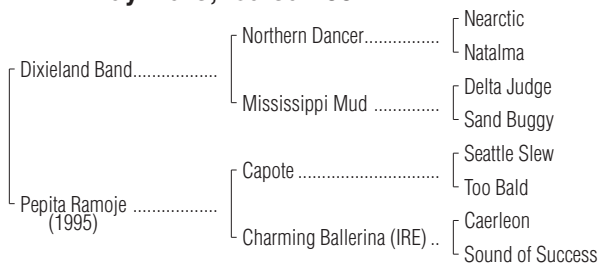 Northern Dancer................
Nearctic
Natalma
Dixieland Band..................
Mississippi Mud ..............
Delta Judge
Sand Buggy
Pepita Ramoje ..................
(1995)
Capote ..............................
Seattle Slew
Too Bald
Charming Ballerina (IRE) ..
Caerleon
Sound of Success